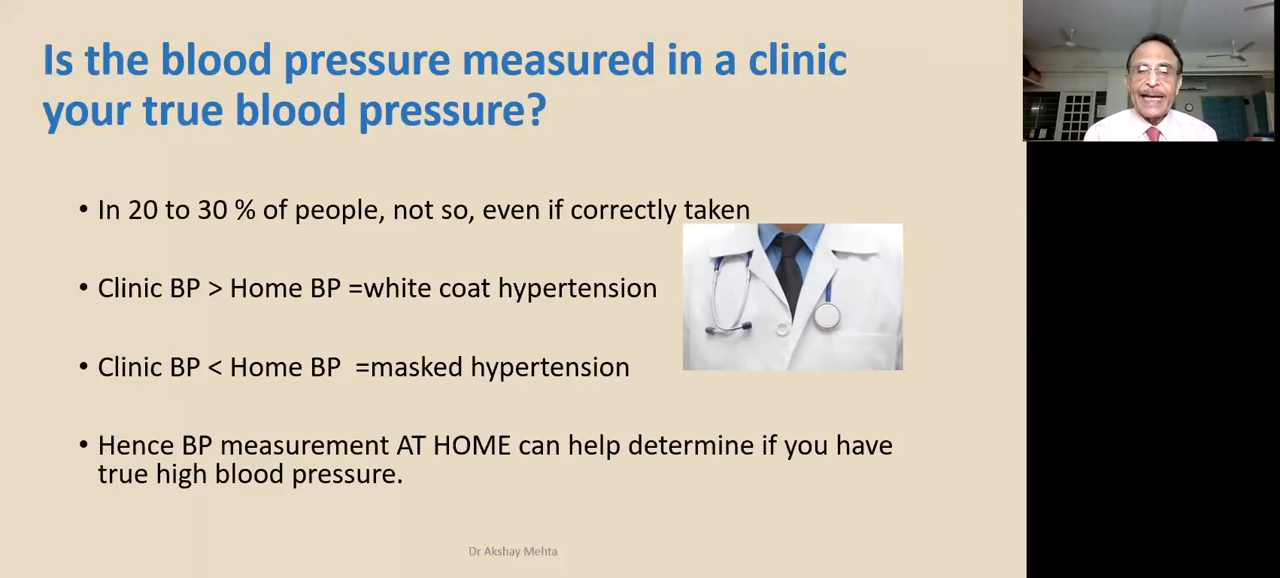 Is the blood pressure measured in a clinic
your true blood pressure?
• In 20 to 30 % of people, not so, even if correctly taken
• Clinic BP > Home BP =white coat hypertension
• Clinic BP < Home BP =masked hypertension
• Hence BP measurement AT HOME can help determine if you have
true high blood pressure.
Dr Akshay Mehta